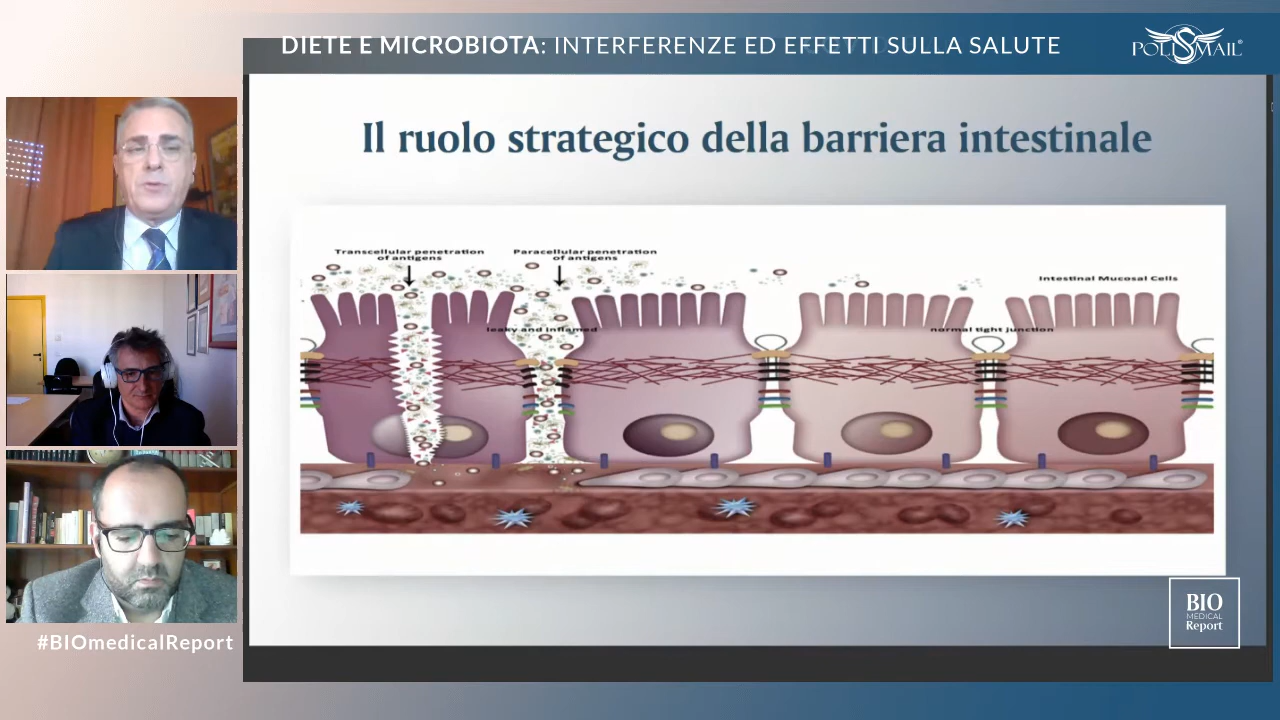 DIETE E MICROBIOTA: INTERFERENZE ED EFFETTI SULLA SALUTE
POLISMAIL®
Il ruolo strategico della barriera intestinale
Transcellular penetration
of antigens
Paracellular penetration
of antigens
Intestinal Mucosal Cells
leaky and inflamed
normal tight junction
BIO
MEDICAL
Report
#BIOmedicalReport